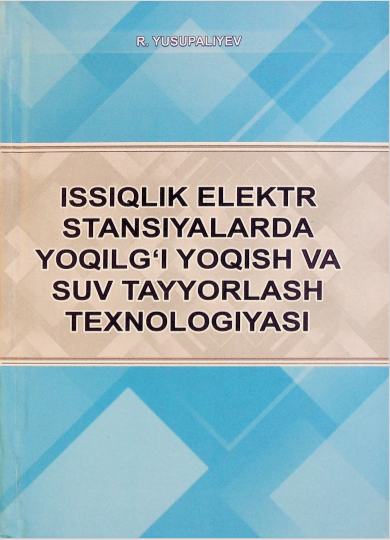 R. YUSUPALIYEV
ISSIQLIK ELEKTR
STANSIYALARDA
YOQILG‘I YOQISH VA
SUV TAYYORLASH
TEXNOLOGIYASI